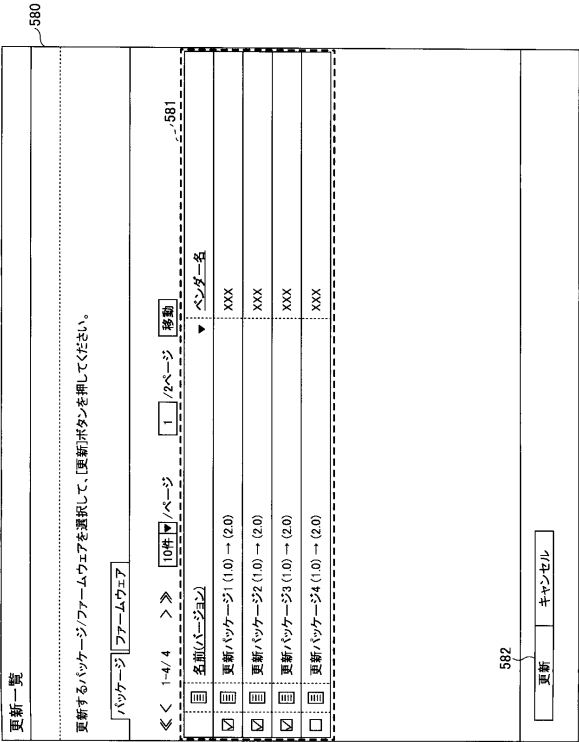 580
更新一覧
更新するパッケージ/ファームウェアを選択して、[更新]ボタンを押してください。
パッケージ ファームウェア
≪ < 1-4/4 > ≫ 10件▼/ページ 1 /2ページ 移動
581
名前(バージョン) ▼ ベンダー名
更新パッケージ1 (1.0) → (2.0) XXX
更新パッケージ2 (1.0) → (2.0) XXX
更新パッケージ3 (1.0) → (2.0) XXX
更新パッケージ4 (1.0) → (2.0) XXX
582
更新 キャンセル